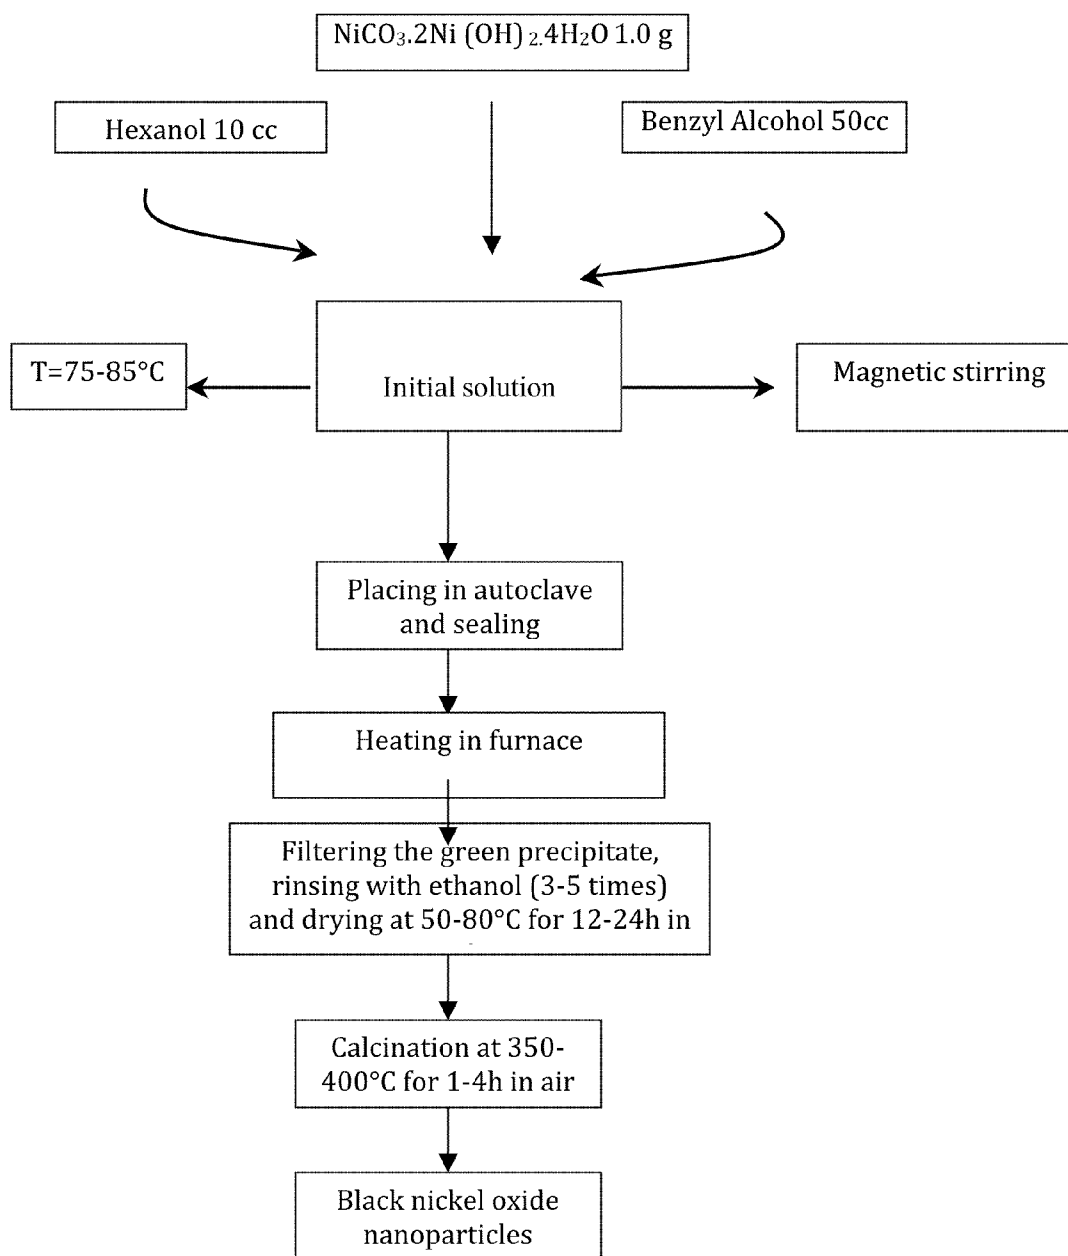 NiCO₃.2Ni (OH) ₂.4H₂O 1.0 g
Hexanol 10 cc
Benzyl Alcohol 50cc
T=75-85°C
Initial solution
Magnetic stirring
Placing in autoclave
and sealing
Heating in furnace
Filtering the green precipitate,
rinsing with ethanol (3-5 times)
and drying at 50-80°C for 12-24h in
Calcination at 350-
400°C for 1-4h in air
Black nickel oxide
nanoparticles